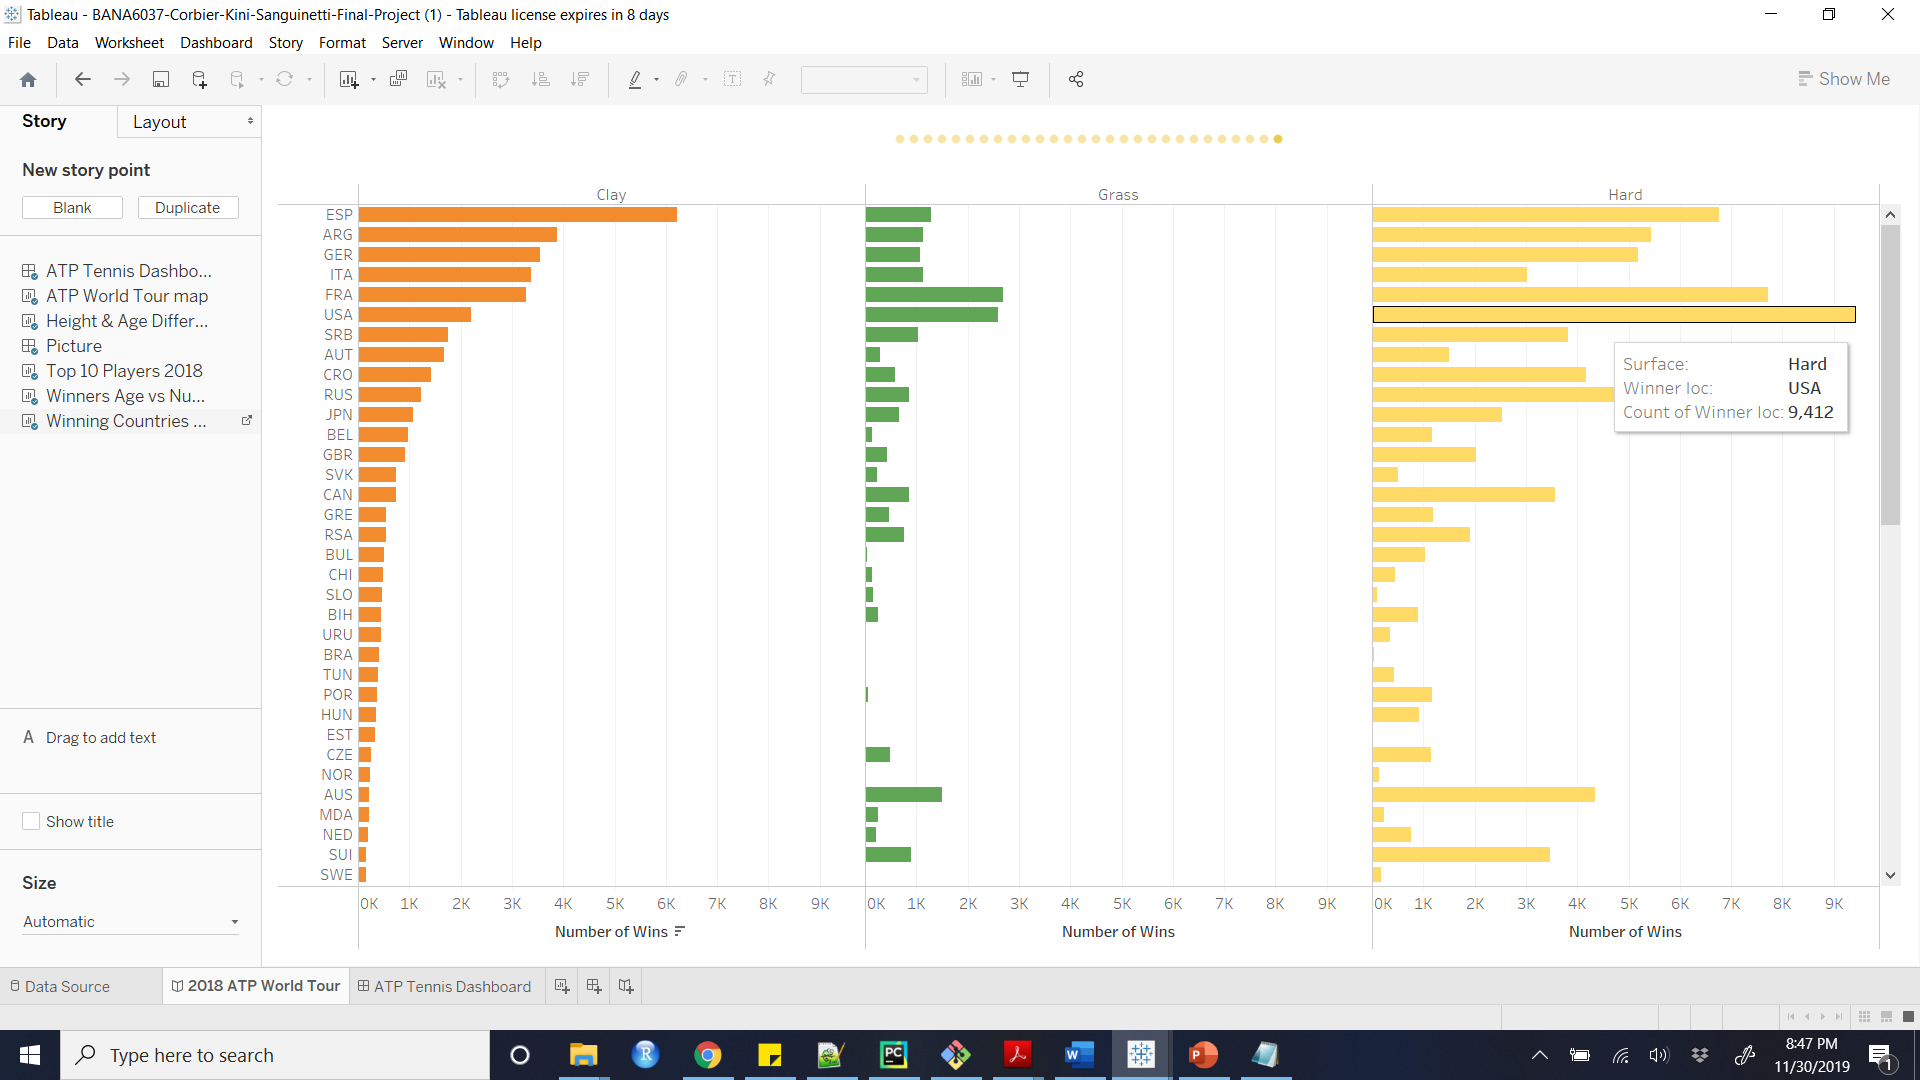 Tableau - BANA6037-Corbier-Kini-Sanguinetti-Final-Project (1) - Tableau license expires in 8 days
File Data Worksheet Dashboard Story Format Server Window Help
Show Me
Story Layout
New story point
Blank Duplicate
ATP Tennis Dashbo...
ATP World Tour map
Height & Age Differ...
Picture
Top 10 Players 2018
Winners Age vs Nu...
Winning Countries ...
A Drag to add text
Show title
Size
Automatic
Clay Grass Hard
ESP
ARG
GER
ITA
FRA
USA
SRB
AUT
CRO
RUS
JPN
BEL
GBR
SVK
CAN
GRE
RSA
BUL
CHI
SLO
BIH
URU
BRA
TUN
POR
HUN
EST
CZE
NOR
AUS
MDA
NED
SUI
SWE
Surface: Hard
Winner Ioc: USA
Count of Winner Ioc: 9,412
0K 1K 2K 3K 4K 5K 6K 7K 8K 9K 0K 1K 2K 3K 4K 5K 6K 7K 8K 9K 0K 1K 2K 3K 4K 5K 6K 7K 8K 9K
Number of Wins Number of Wins Number of Wins
Data Source 2018 ATP World Tour ATP Tennis Dashboard
Type here to search
R
PC
W
P
8:47 PM
11/30/2019
1